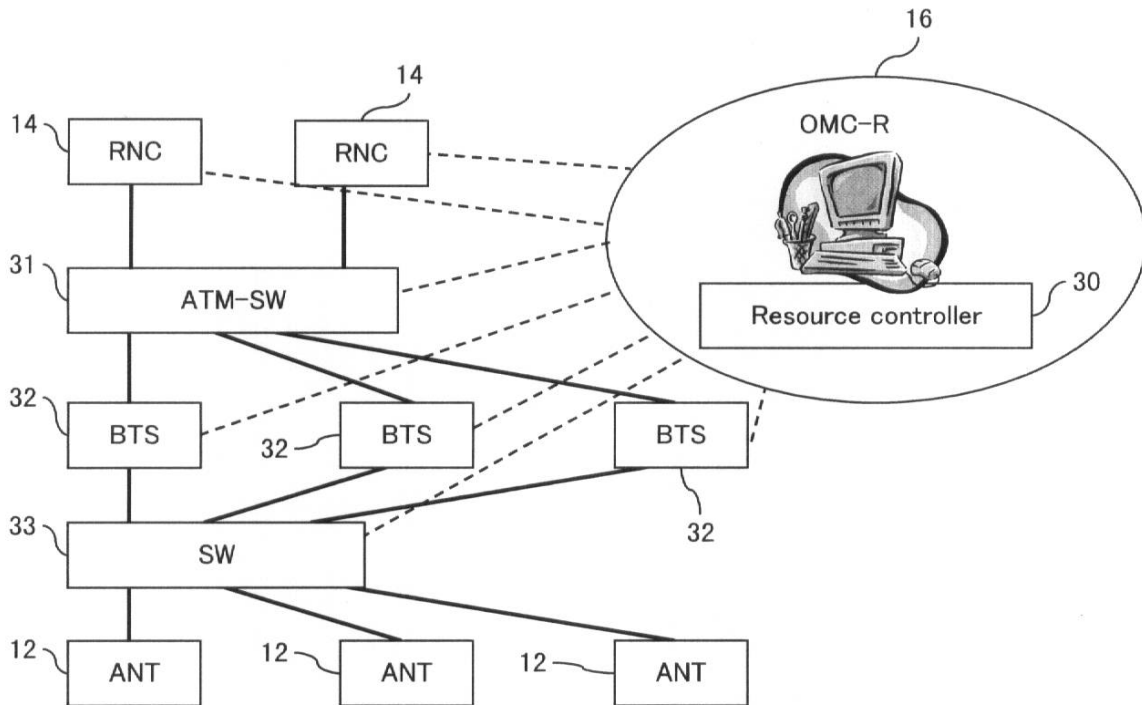 16
14
14
RNC
RNC
OMC-R
31
ATM-SW
30
Resource controller
32
BTS
32
BTS
BTS
32
33
SW
12
ANT
12
ANT
12
ANT